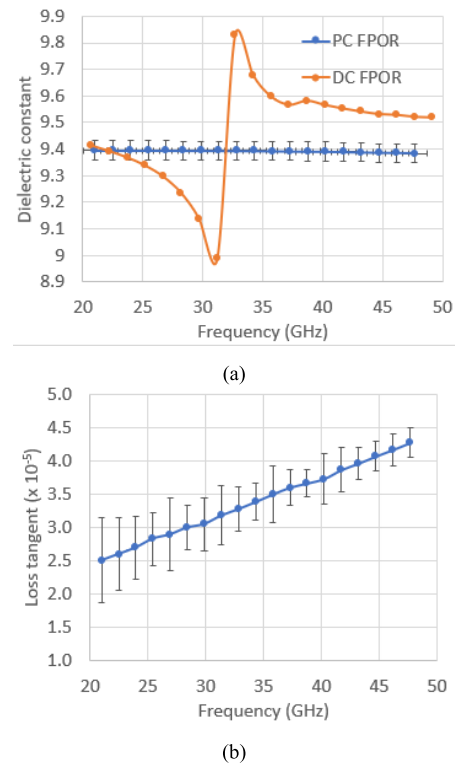 9.9
9.8
9.7
9.6
9.5
9.4
9.3
9.2
9.1
9
8.9
Dielectric constant
PC FPOR
DC FPOR
20 25 30 35 40 45 50
Frequency (GHz)
(a)
5.0
4.5
4.0
3.5
3.0
2.5
2.0
1.5
1.0
Loss tangent (x 10⁻⁵)
20 25 30 35 40 45 50
Frequency (GHz)
(b)